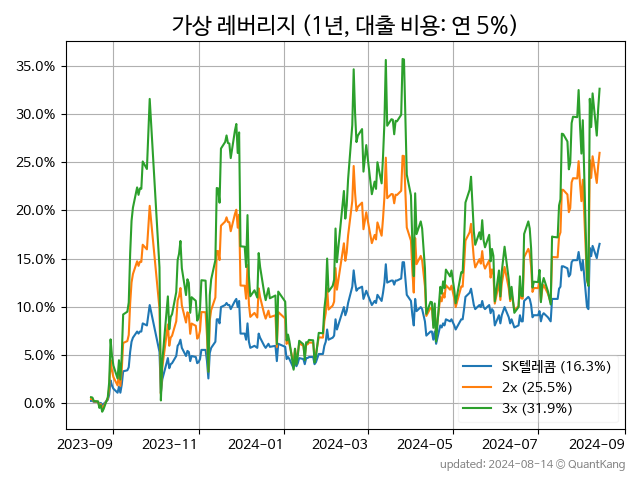 가상 레버리지 (1년, 대출 비용: 연 5%)
35.0%
30.0%
25.0%
20.0%
15.0%
10.0%
5.0%
0.0%
SK텔레콤 (16.3%)
2x (25.5%)
3x (31.9%)
2023-09 2023-11 2024-01 2024-03 2024-05 2024-07 2024-09
updated: 2024-08-14 © QuantKang